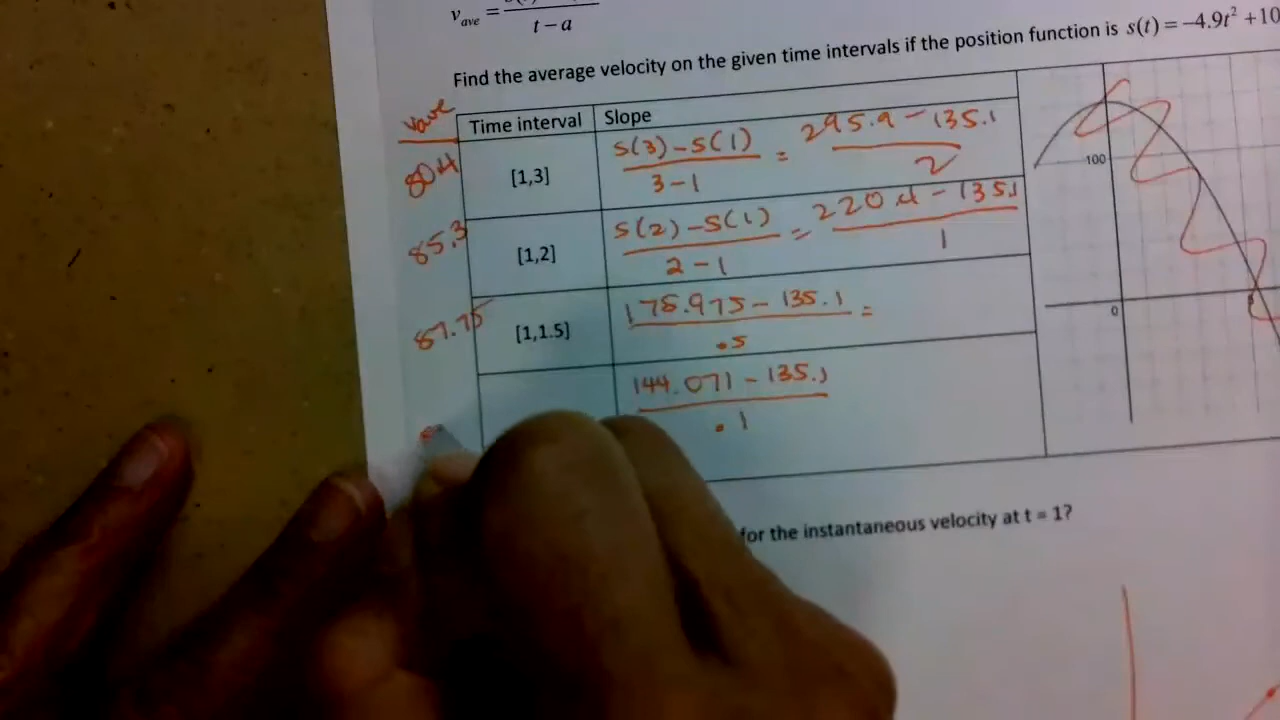 v_ave = t − a
Find the average velocity on the given time intervals if the position function is s(t) = −4.9t² + 10
vave
Time interval Slope
80.4 [1,3] s(3) − s(1) / 3 − 1 = 295.9 − 135.1 / 2
85.3 [1,2] s(2) − s(1) / 2 − 1 = 220.4 − 135.1 / 1
87.75 [1,1.5] 178.975 − 135.1 / .5 =
144.071 − 135.1 / .1
100
0
for the instantaneous velocity at t = 1?